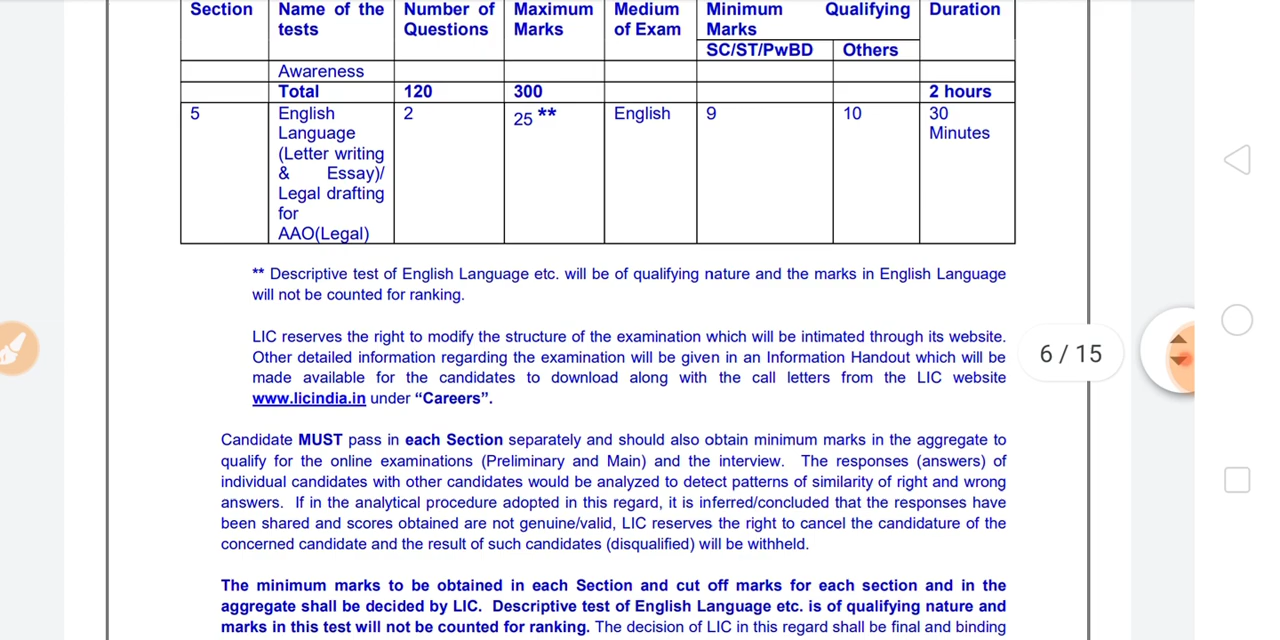 Section Name of the tests Number of Questions Maximum Marks Medium of Exam Minimum Qualifying Marks Duration
SC/ST/PwBD Others
Awareness
Total 120 300 2 hours
5 English Language (Letter writing & Essay)/ Legal drafting for AAO(Legal) 2 25 ** English 9 10 30 Minutes
** Descriptive test of English Language etc. will be of qualifying nature and the marks in English Language
will not be counted for ranking.
LIC reserves the right to modify the structure of the examination which will be intimated through its website.
Other detailed information regarding the examination will be given in an Information Handout which will be
made available for the candidates to download along with the call letters from the LIC website
www.licindia.in under “Careers”.
Candidate MUST pass in each Section separately and should also obtain minimum marks in the aggregate to
qualify for the online examinations (Preliminary and Main) and the interview. The responses (answers) of
individual candidates with other candidates would be analyzed to detect patterns of similarity of right and wrong
answers. If in the analytical procedure adopted in this regard, it is inferred/concluded that the responses have
been shared and scores obtained are not genuine/valid, LIC reserves the right to cancel the candidature of the
concerned candidate and the result of such candidates (disqualified) will be withheld.
The minimum marks to be obtained in each Section and cut off marks for each section and in the
aggregate shall be decided by LIC. Descriptive test of English Language etc. is of qualifying nature and
marks in this test will not be counted for ranking. The decision of LIC in this regard shall be final and binding
6 / 15